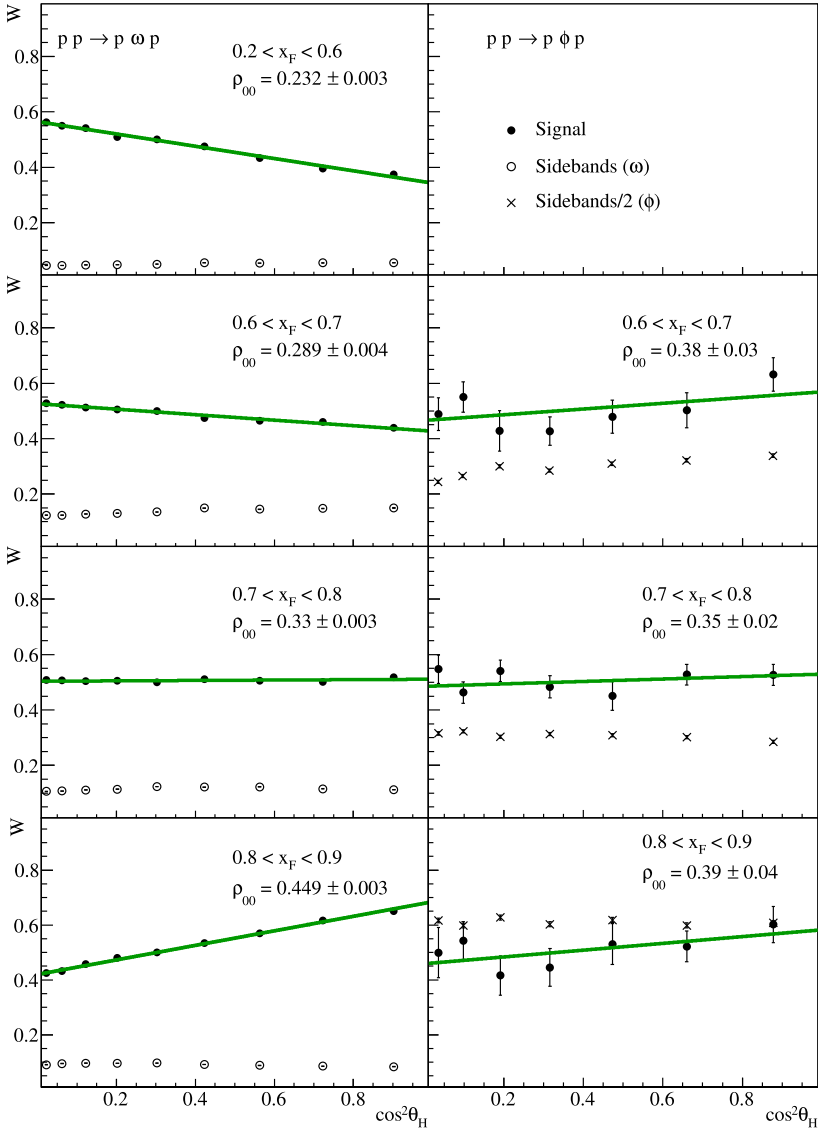 W
p p → p ω p
0.2 < x_F < 0.6
ρ_00 = 0.232 ± 0.003
0.8
0.6
0.4
0.2
p p → p ϕ p
Signal
Sidebands (ω)
Sidebands/2 (ϕ)
W
0.6 < x_F < 0.7
ρ_00 = 0.289 ± 0.004
0.8
0.6
0.4
0.2
0.6 < x_F < 0.7
ρ_00 = 0.38 ± 0.03
W
0.7 < x_F < 0.8
ρ_00 = 0.33 ± 0.003
0.8
0.6
0.4
0.2
0.7 < x_F < 0.8
ρ_00 = 0.35 ± 0.02
W
0.8 < x_F < 0.9
ρ_00 = 0.449 ± 0.003
0.8
0.6
0.4
0.2
0.8 < x_F < 0.9
ρ_00 = 0.39 ± 0.04
0.2 0.4 0.6 0.8
cos²θ_H
0.2 0.4 0.6 0.8
cos²θ_H